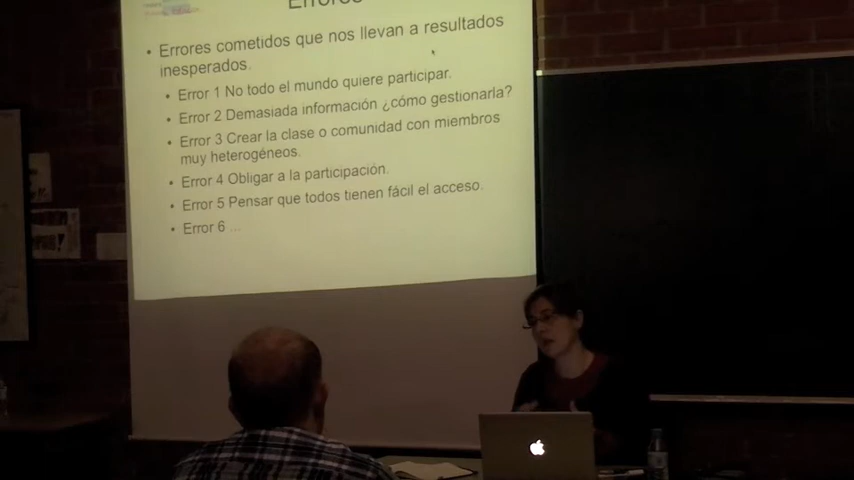 Errores
• Errores cometidos que nos llevan a resultados
inesperados.
• Error 1 No todo el mundo quiere participar.
• Error 2 Demasiada información ¿cómo gestionarla?
• Error 3 Crear la clase o comunidad con miembros
muy heterogéneos.
• Error 4 Obligar a la participación.
• Error 5 Pensar que todos tienen fácil el acceso.
• Error 6 ...